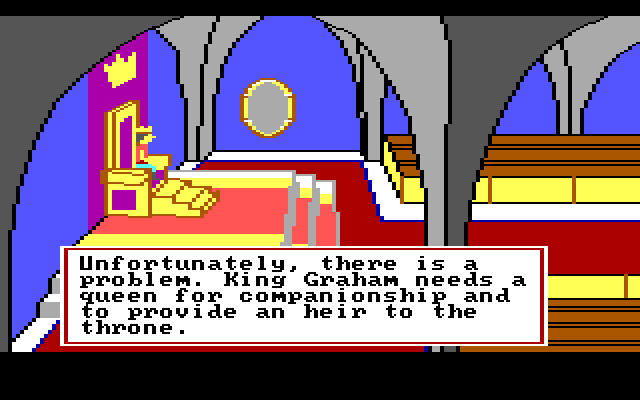 Unfortunately, there is a
problem. King Graham needs a
queen for companionship and
to provide an heir to the
throne.